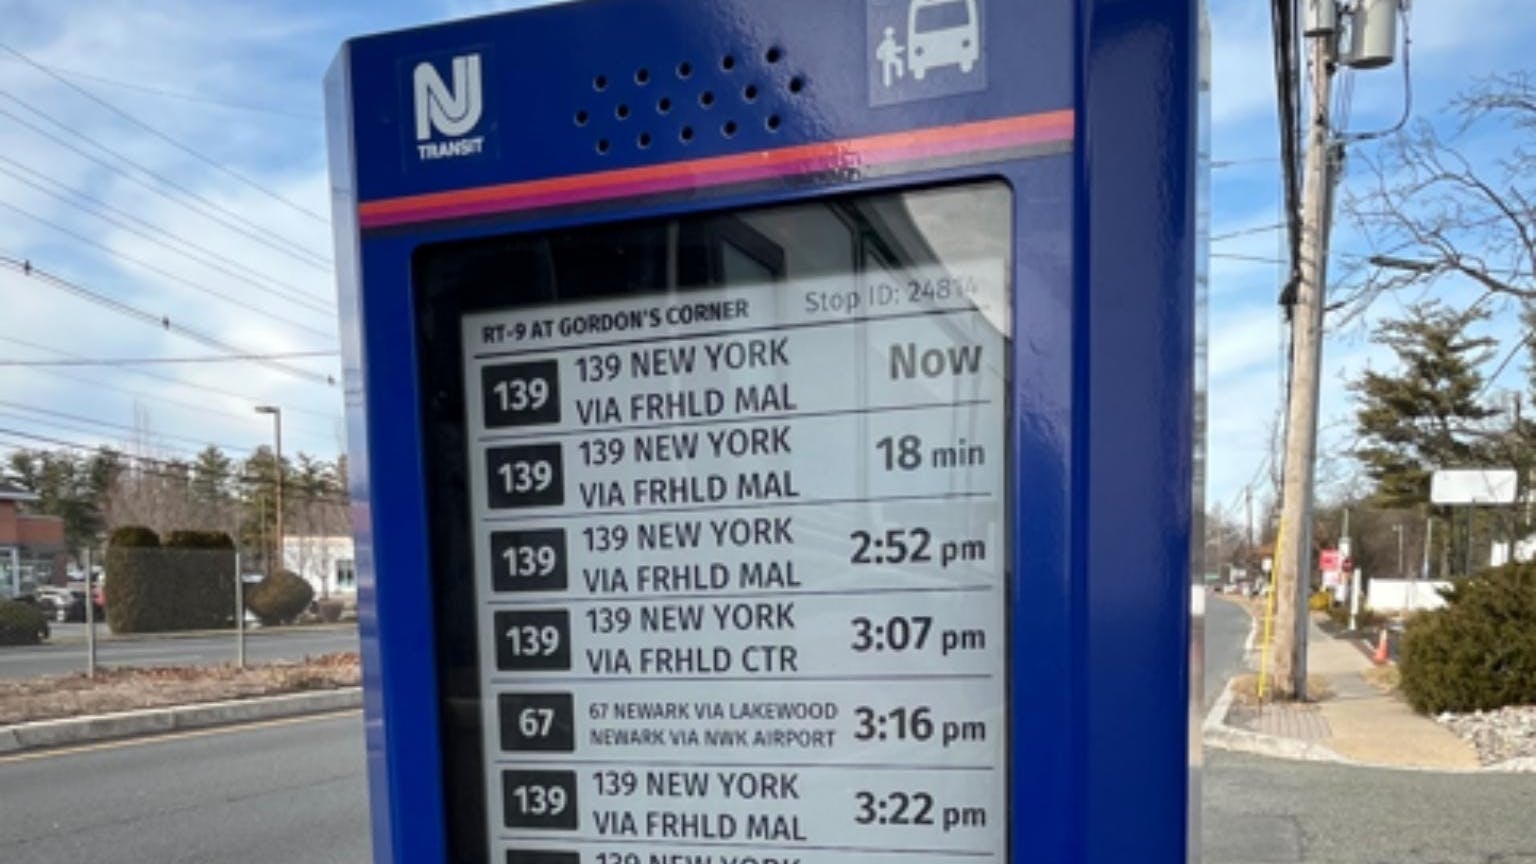 NJ
TRANSIT
RT-9 AT GORDON'S CORNER Stop ID: 24814
139 139 NEW YORK Now
VIA FRHLD MAL
139 139 NEW YORK 18 min
VIA FRHLD MAL
139 139 NEW YORK 2:52 pm
VIA FRHLD MAL
139 139 NEW YORK 3:07 pm
VIA FRHLD CTR
67 67 NEWARK VIA LAKEWOOD 3:16 pm
NEWARK VIA NWK AIRPORT
139 139 NEW YORK 3:22 pm
VIA FRHLD MAL
139 NEW YORK